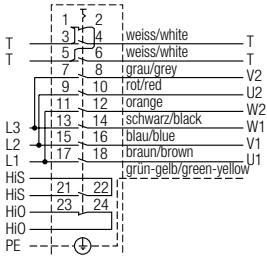 1 2
T 3 4 weiss/white T
T 5 6 weiss/white T
7 8 grau/grey V2
9 10 rot/red U2
11 12 orange W2
L3 13 14 schwarz/black W1
L2 15 16 blau/blue V1
L1 17 18 braun/brown U1
HiS grün-gelb/green-yellow
HiS 21 22
HiO 23 24
HiO
PE